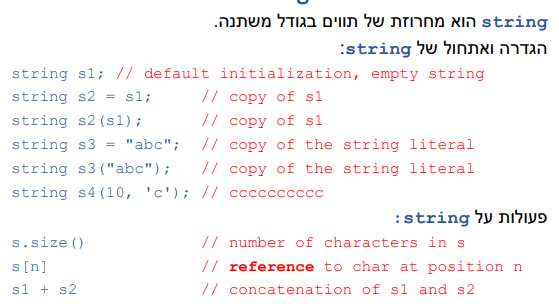 string הוא מחרוזת של תווים בגודל משתנה.
הגדרה ואתחול של string:
string s1; // default initialization, empty string
string s2 = s1; // copy of s1
string s2(s1); // copy of s1
string s3 = "abc"; // copy of the string literal
string s3("abc"); // copy of the string literal
string s4(10, 'c'); // cccccccccc
פעולות על string:
s.size() // number of characters in s
s[n] // reference to char at position n
s1 + s2 // concatenation of s1 and s2